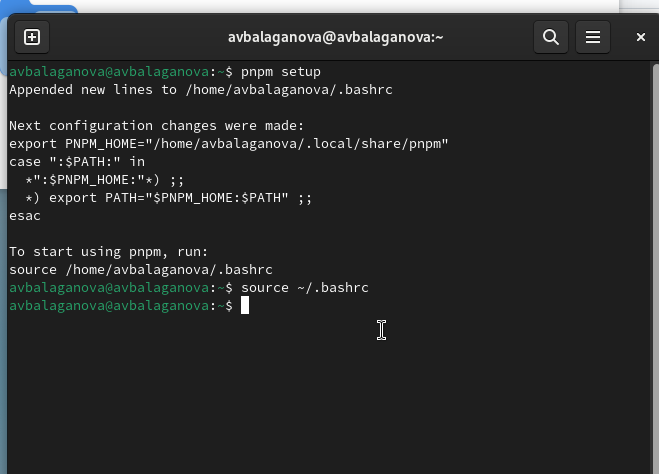 avbalaganova@avbalaganova:~
avbalaganova@avbalaganova:~$ pnpm setup
Appended new lines to /home/avbalaganova/.bashrc
Next configuration changes were made:
export PNPM_HOME="/home/avbalaganova/.local/share/pnpm"
case ":$PATH:" in
  *":$PNPM_HOME:"*) ;;
  *) export PATH="$PNPM_HOME:$PATH" ;;
esac
To start using pnpm, run:
source /home/avbalaganova/.bashrc
avbalaganova@avbalaganova:~$ source ~/.bashrc
avbalaganova@avbalaganova:~$